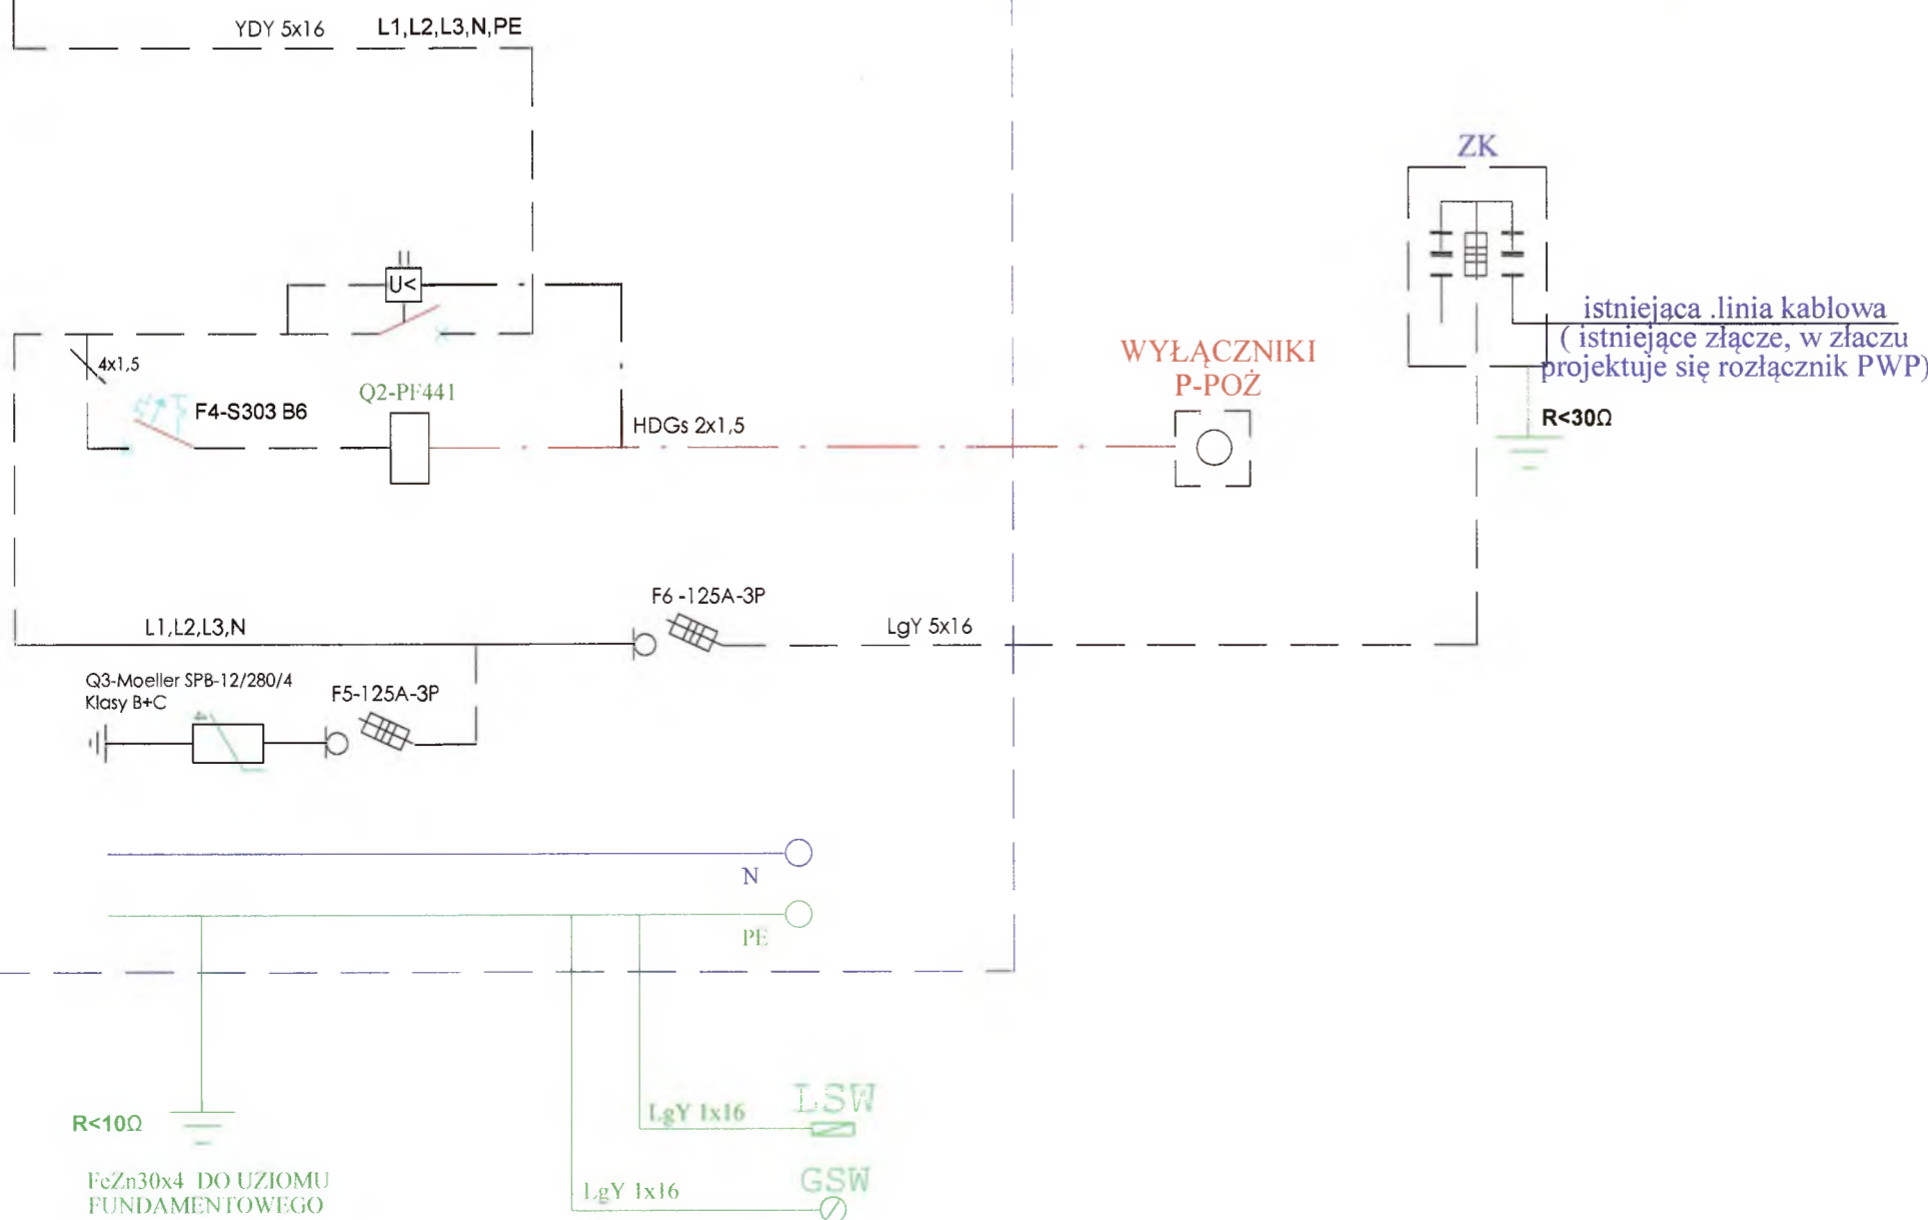 YDY 5x16 L1,L2,L3,N,PE
ZK
U<
istniejąca .linia kablowa
( istniejące złącze, w złaczu
projektuje się rozłącznik PWP)
WYŁĄCZNIKI
P-POŻ
4x1,5
Q2-PF441
F4-S303 B6
HDGs 2x1,5
R<30Ω
F6 -125A-3P
L1,L2,L3,N
LgY 5x16
Q3-Moeller SPB-12/280/4
Klasy B+C
F5-125A-3P
4
N
PE
LSW
LgY 1x16
R<10Ω
FeZn30x4 DO UZIOMU
FUNDAMENTOWEGO
GSW
LgY 1x16